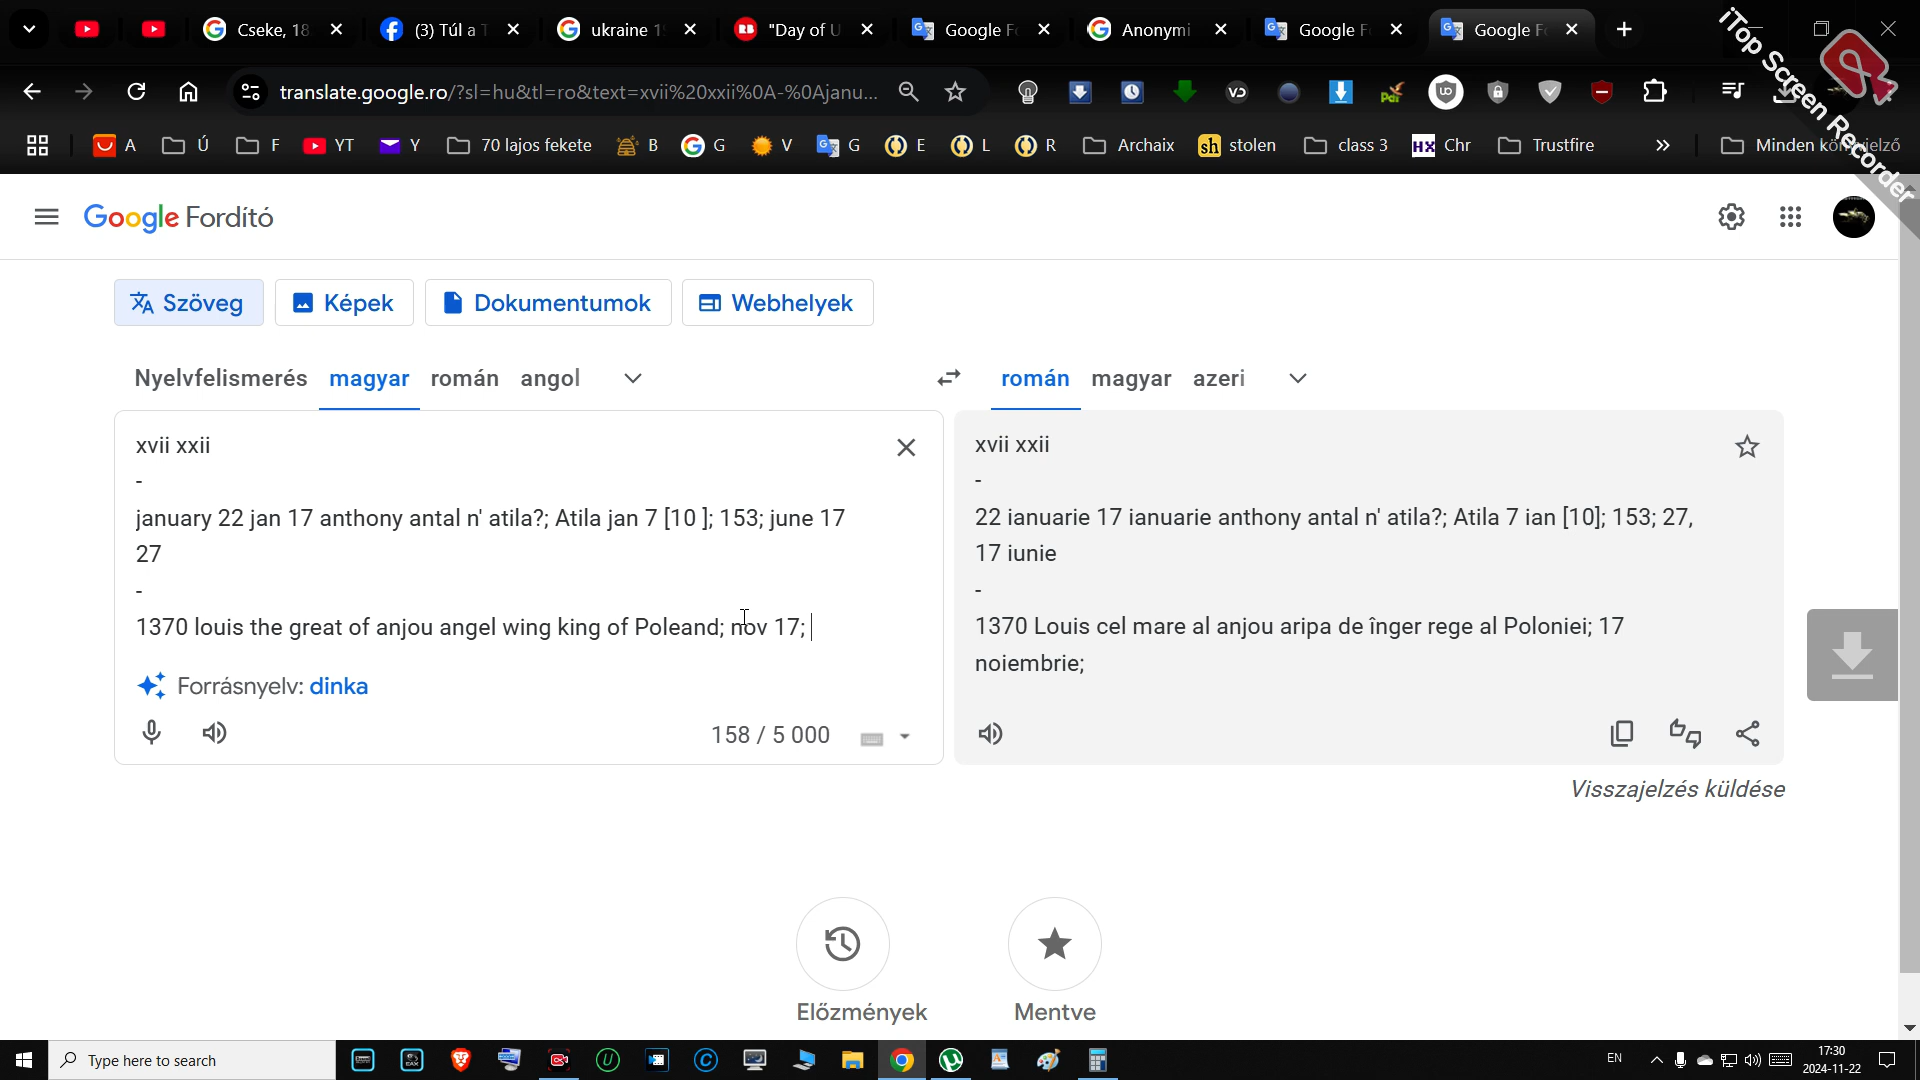 Cseke, 18
(3) Túl a T
ukraine 1
"Day of U
Google F
Anonymi
Google F
Google F
iTop Screen Recorder
translate.google.ro/?sl=hu&tl=ro&text=xvii%20xxii%0A-%0Ajanu...
A
Ú
F
YT
Y
70 lajos fekete
B
G
V
G
E
L
R
Archaix
stolen
class 3
Chr
Trustfire
Google Fordító
Szöveg
Képek
Dokumentumok
Webhelyek
Nyelvfelismerés magyar román angol
román magyar azeri
xvii xxii
-
january 22 jan 17 anthony antal n' atila?; Atila jan 7 [10 ]; 153; june 17
27
-
1370 louis the great of anjou angel wing king of Poleand; nov 17;
Forrásnyelv: dinka
158 / 5 000
xvii xxii
-
22 ianuarie 17 ianuarie anthony antal n' atila?; Atila 7 ian [10]; 153; 27,
17 iunie
-
1370 Louis cel mare al anjou aripa de înger rege al Poloniei; 17
noiembrie;
Visszajelzés küldése
Előzmények
Mentve
Type here to search
EN
17:30
2024-11-22